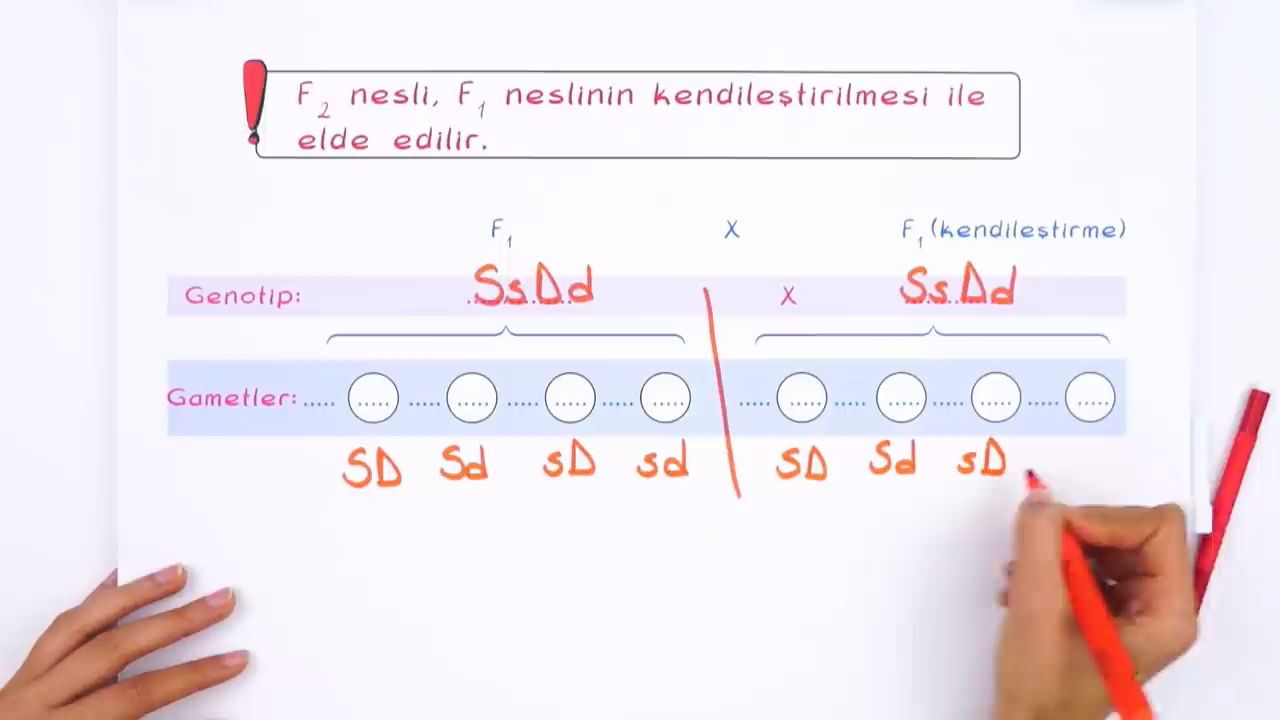 F2 nesli, F1 neslinin kendileştirilmesi ile
elde edilir.
F1 X F1 (kendileştirme)
Genotip: SsDd X SsDd
Gametler: ..... ..... ..... ..... ..... ..... ..... ..... ..... ..... ..... ..... ..... ..... ..... .....
SD Sd sD sd SD Sd sD